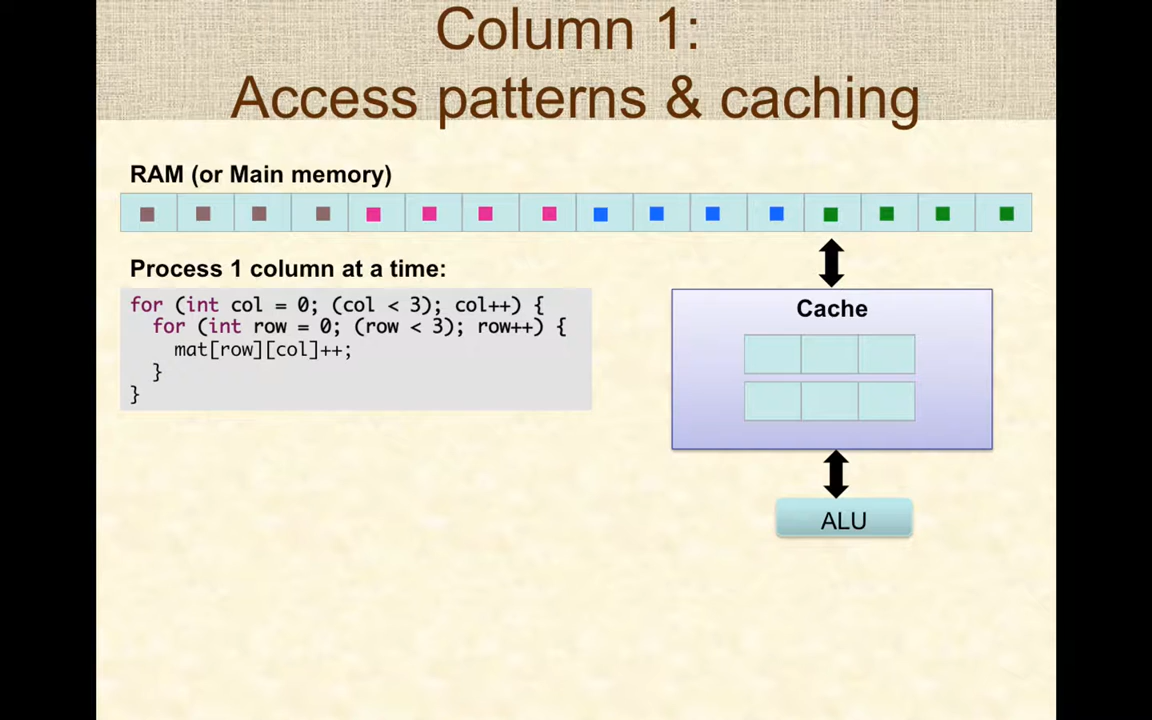 Column 1:
Access patterns & caching
RAM (or Main memory)
Process 1 column at a time:
for (int col = 0; (col < 3); col++) {
  for (int row = 0; (row < 3); row++) {
    mat[row][col]++;
  }
}
Cache
ALU